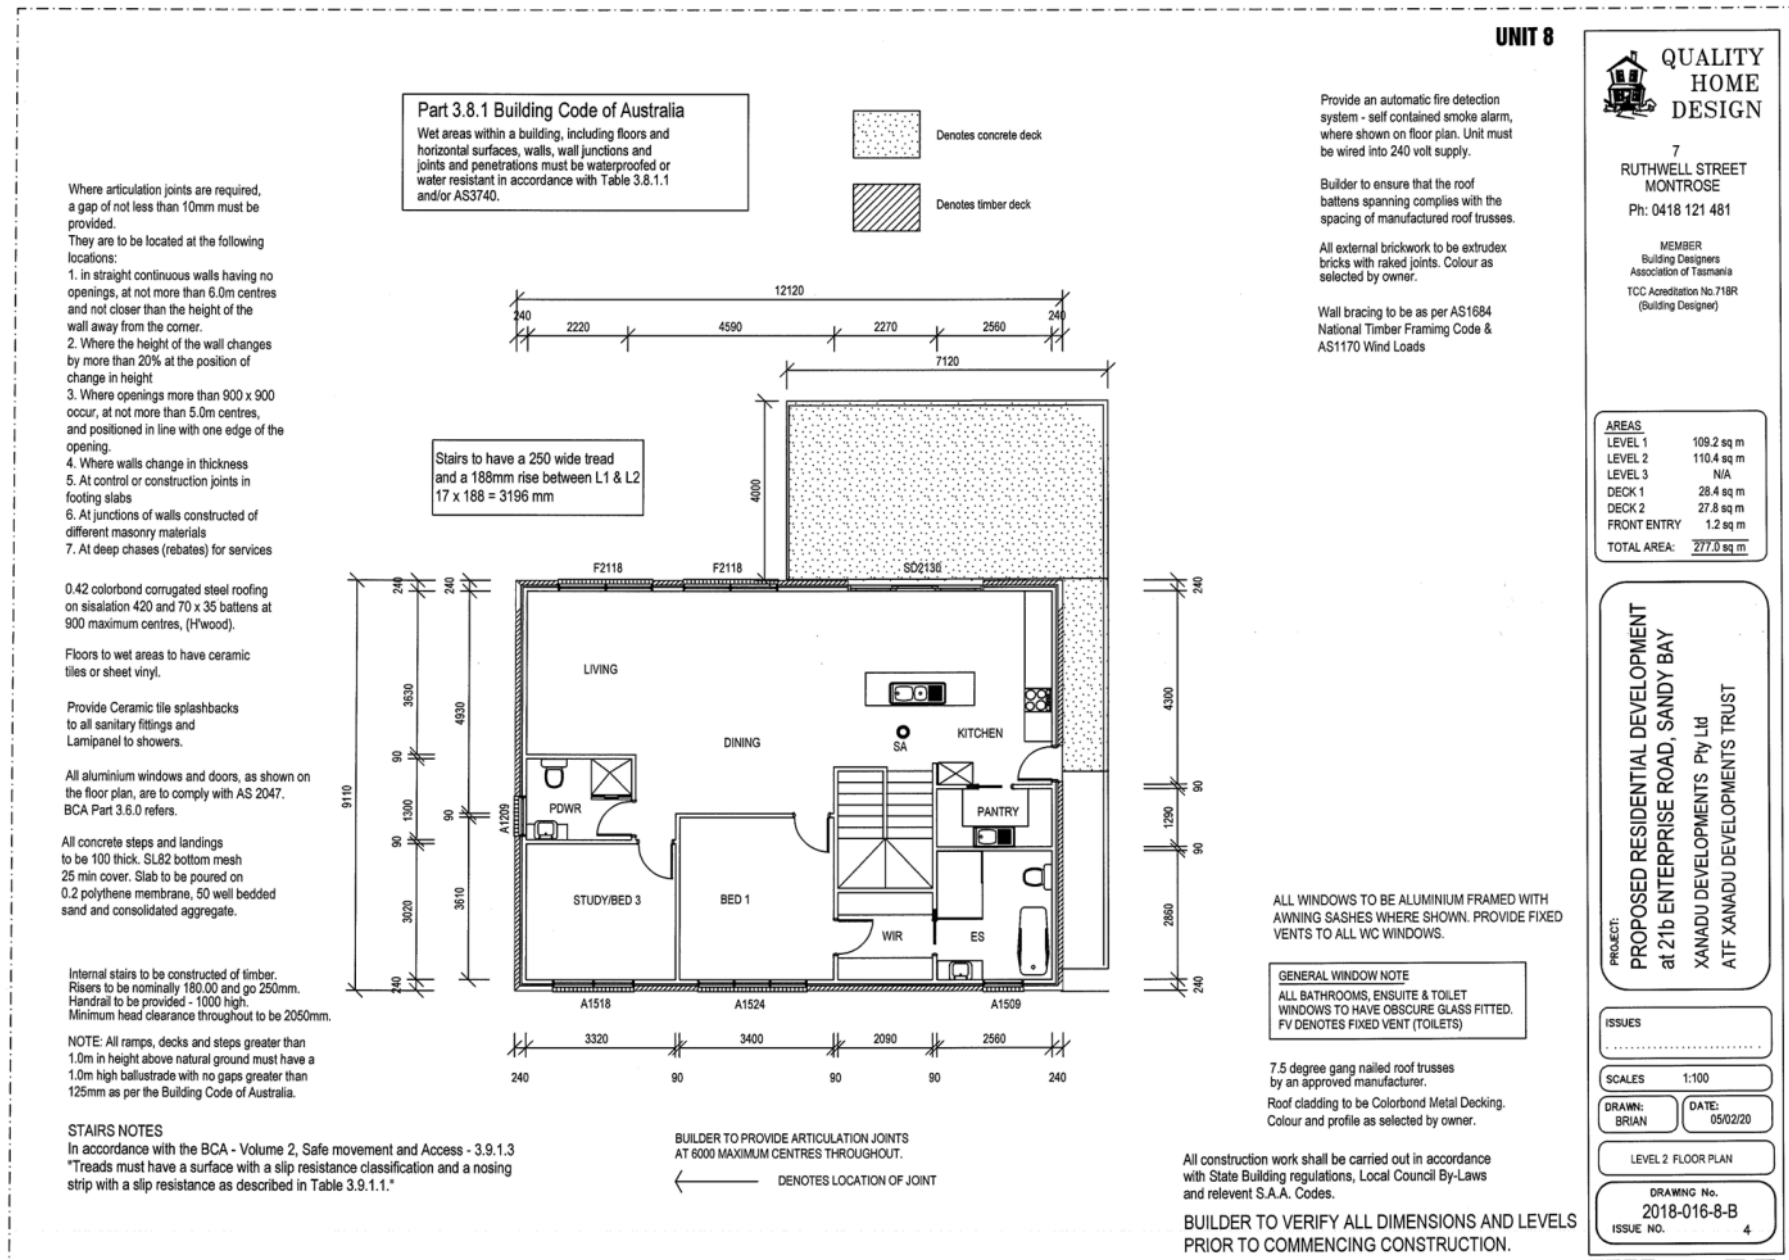 UNIT 8
Part 3.8.1 Building Code of Australia
Wet areas within a building, including floors and
horizontal surfaces, walls, wall junctions and
joints and penetrations must be waterproofed or
water resistant in accordance with Table 3.8.1.1
and/or AS3740.
Denotes concrete deck
Denotes timber deck
Where articulation joints are required,
a gap of not less than 10mm must be
provided.
They are to be located at the following
locations:
1. in straight continuous walls having no
openings, at not more than 6.0m centres
and not closer than the height of the
wall away from the corner.
2. Where the height of the wall changes
by more than 20% at the position of
change in height
3. Where openings more than 900 x 900
occur, at not more than 5.0m centres,
and positioned in line with one edge of the
opening.
4. Where walls change in thickness
5. At control or construction joints in
footing slabs
6. At junctions of walls constructed of
different masonry materials
7. At deep chases (rebates) for services
0.42 colorbond corrugated steel roofing
on sisalation 420 and 70 x 35 battens at
900 maximum centres, (H'wood).
Floors to wet areas to have ceramic
tiles or sheet vinyl.
Provide Ceramic tile splashbacks
to all sanitary fittings and
Lamipanel to showers.
All aluminium windows and doors, as shown on
the floor plan, are to comply with AS 2047.
BCA Part 3.6.0 refers.
All concrete steps and landings
to be 100 thick. SL82 bottom mesh
25 min cover. Slab to be poured on
0.2 polythene membrane, 50 well bedded
sand and consolidated aggregate.
Internal stairs to be constructed of timber.
Risers to be nominally 180.00 and go 250mm.
Handrail to be provided - 1000 high.
Minimum head clearance throughout to be 2050mm.
NOTE: All ramps, decks and steps greater than
1.0m in height above natural ground must have a
1.0m high ballustrade with no gaps greater than
125mm as per the Building Code of Australia.
STAIRS NOTES
In accordance with the BCA - Volume 2, Safe movement and Access - 3.9.1.3
"Treads must have a surface with a slip resistance classification and a nosing
strip with a slip resistance as described in Table 3.9.1.1."
Stairs to have a 250 wide tread
and a 188mm rise between L1 & L2
17 x 188 = 3196 mm
12120
240 2220 4590 2270 2560 240
7120
4000
F2118 F2118 SD2130
9110
240 3630 90 1300 90 3020 240
240 4930 90 3610
A1209
LIVING
DINING
SA
KITCHEN
PDWR
PANTRY
STUDY/BED 3
BED 1
WIR
ES
240 4300 90 1290 90 2860 240
A1518 A1524 A1509
3320 3400 2090 2560
240 90 90 90 240
BUILDER TO PROVIDE ARTICULATION JOINTS
AT 6000 MAXIMUM CENTRES THROUGHOUT.
DENOTES LOCATION OF JOINT
Provide an automatic fire detection
system - self contained smoke alarm,
where shown on floor plan. Unit must
be wired into 240 volt supply.
Builder to ensure that the roof
battens spanning complies with the
spacing of manufactured roof trusses.
All external brickwork to be extrudex
bricks with raked joints. Colour as
selected by owner.
Wall bracing to be as per AS1684
National Timber Framimg Code &
AS1170 Wind Loads
ALL WINDOWS TO BE ALUMINIUM FRAMED WITH
AWNING SASHES WHERE SHOWN. PROVIDE FIXED
VENTS TO ALL WC WINDOWS.
GENERAL WINDOW NOTE
ALL BATHROOMS, ENSUITE & TOILET
WINDOWS TO HAVE OBSCURE GLASS FITTED.
FV DENOTES FIXED VENT (TOILETS)
7.5 degree gang nailed roof trusses
by an approved manufacturer.
Roof cladding to be Colorbond Metal Decking.
Colour and profile as selected by owner.
All construction work shall be carried out in accordance
with State Building regulations, Local Council By-Laws
and relevent S.A.A. Codes.
BUILDER TO VERIFY ALL DIMENSIONS AND LEVELS
PRIOR TO COMMENCING CONSTRUCTION.
QUALITY
HOME
DESIGN
7
RUTHWELL STREET
MONTROSE
Ph: 0418 121 481
MEMBER
Building Designers
Association of Tasmania
TCC Acreditation No.718R
(Building Designer)
AREAS
LEVEL 1 109.2 sq m
LEVEL 2 110.4 sq m
LEVEL 3 N/A
DECK 1 28.4 sq m
DECK 2 27.8 sq m
FRONT ENTRY 1.2 sq m
TOTAL AREA: 277.0 sq m
PROJECT:
PROPOSED RESIDENTIAL DEVELOPMENT
at 21b ENTERPRISE ROAD, SANDY BAY
XANADU DEVELOPMENTS Pty Ltd
ATF XANADU DEVELOPMENTS TRUST
ISSUES
SCALES 1:100
DRAWN:
BRIAN
DATE:
05/02/20
LEVEL 2 FLOOR PLAN
DRAWING No.
2018-016-8-B
ISSUE NO. 4